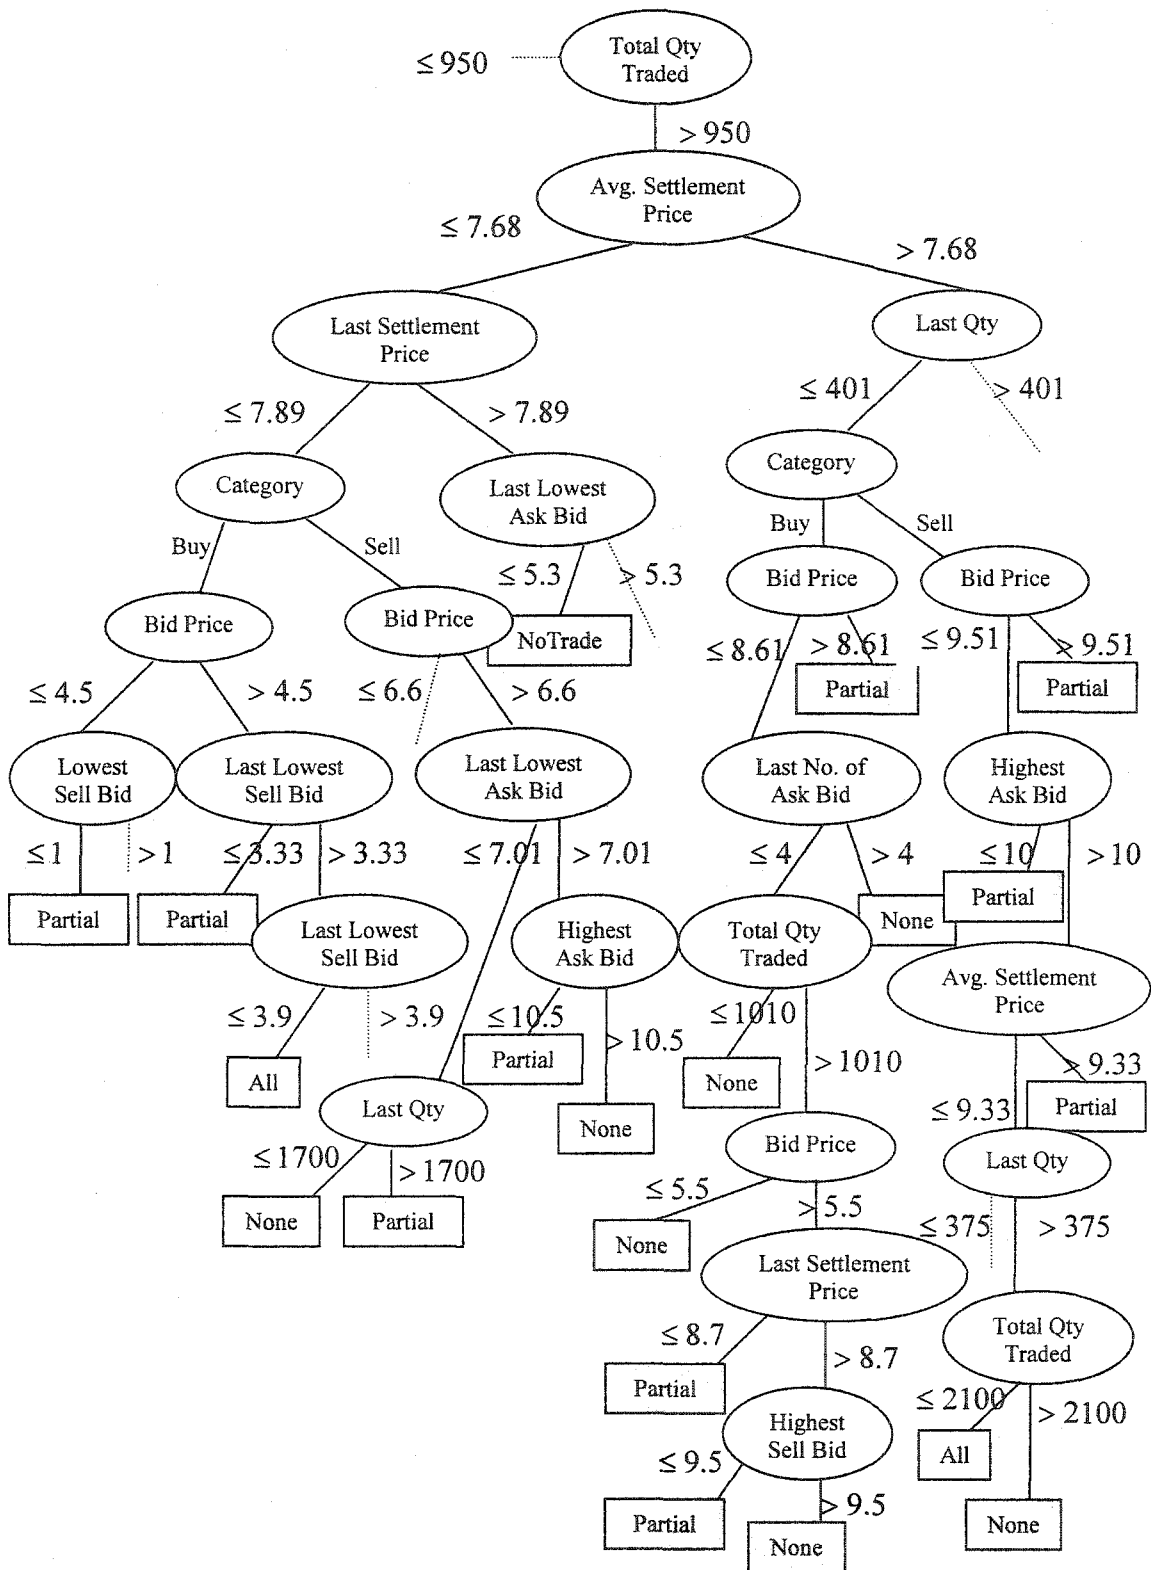 Total Qty
Traded
≤ 950
> 950
Avg. Settlement
Price
≤ 7.68
> 7.68
Last Settlement
Price
Last Qty
≤ 7.89
> 7.89
≤ 401
> 401
Category
Last Lowest
Ask Bid
Category
Buy
Sell
Buy
Sell
≤ 5.3
> 5.3
Bid Price
Bid Price
NoTrade
Bid Price
Bid Price
≤ 4.5
> 4.5
≤ 6.6
> 6.6
≤ 8.61
> 8.61
≤ 9.51
> 9.51
Partial
Partial
Lowest
Sell Bid
Last Lowest
Sell Bid
Last Lowest
Ask Bid
Last No. of
Ask Bid
Highest
Ask Bid
≤ 1
> 1
≤ 3.33
> 3.33
≤ 7.01
> 7.01
≤ 4
> 4
≤ 10
> 10
Partial
Partial
Partial
None
Last Lowest
Sell Bid
Highest
Ask Bid
Total Qty
Traded
Avg. Settlement
Price
≤ 3.9
> 3.9
≤ 10.5
> 10.5
≤ 1010
> 1010
≤ 9.33
> 9.33
All
Partial
None
Partial
Last Qty
None
Bid Price
Last Qty
≤ 1700
> 1700
≤ 5.5
> 5.5
≤ 375
> 375
None
Partial
None
Last Settlement
Price
Total Qty
Traded
≤ 8.7
> 8.7
≤ 2100
> 2100
Partial
Highest
Sell Bid
All
≤ 9.5
> 9.5
Partial
None
None